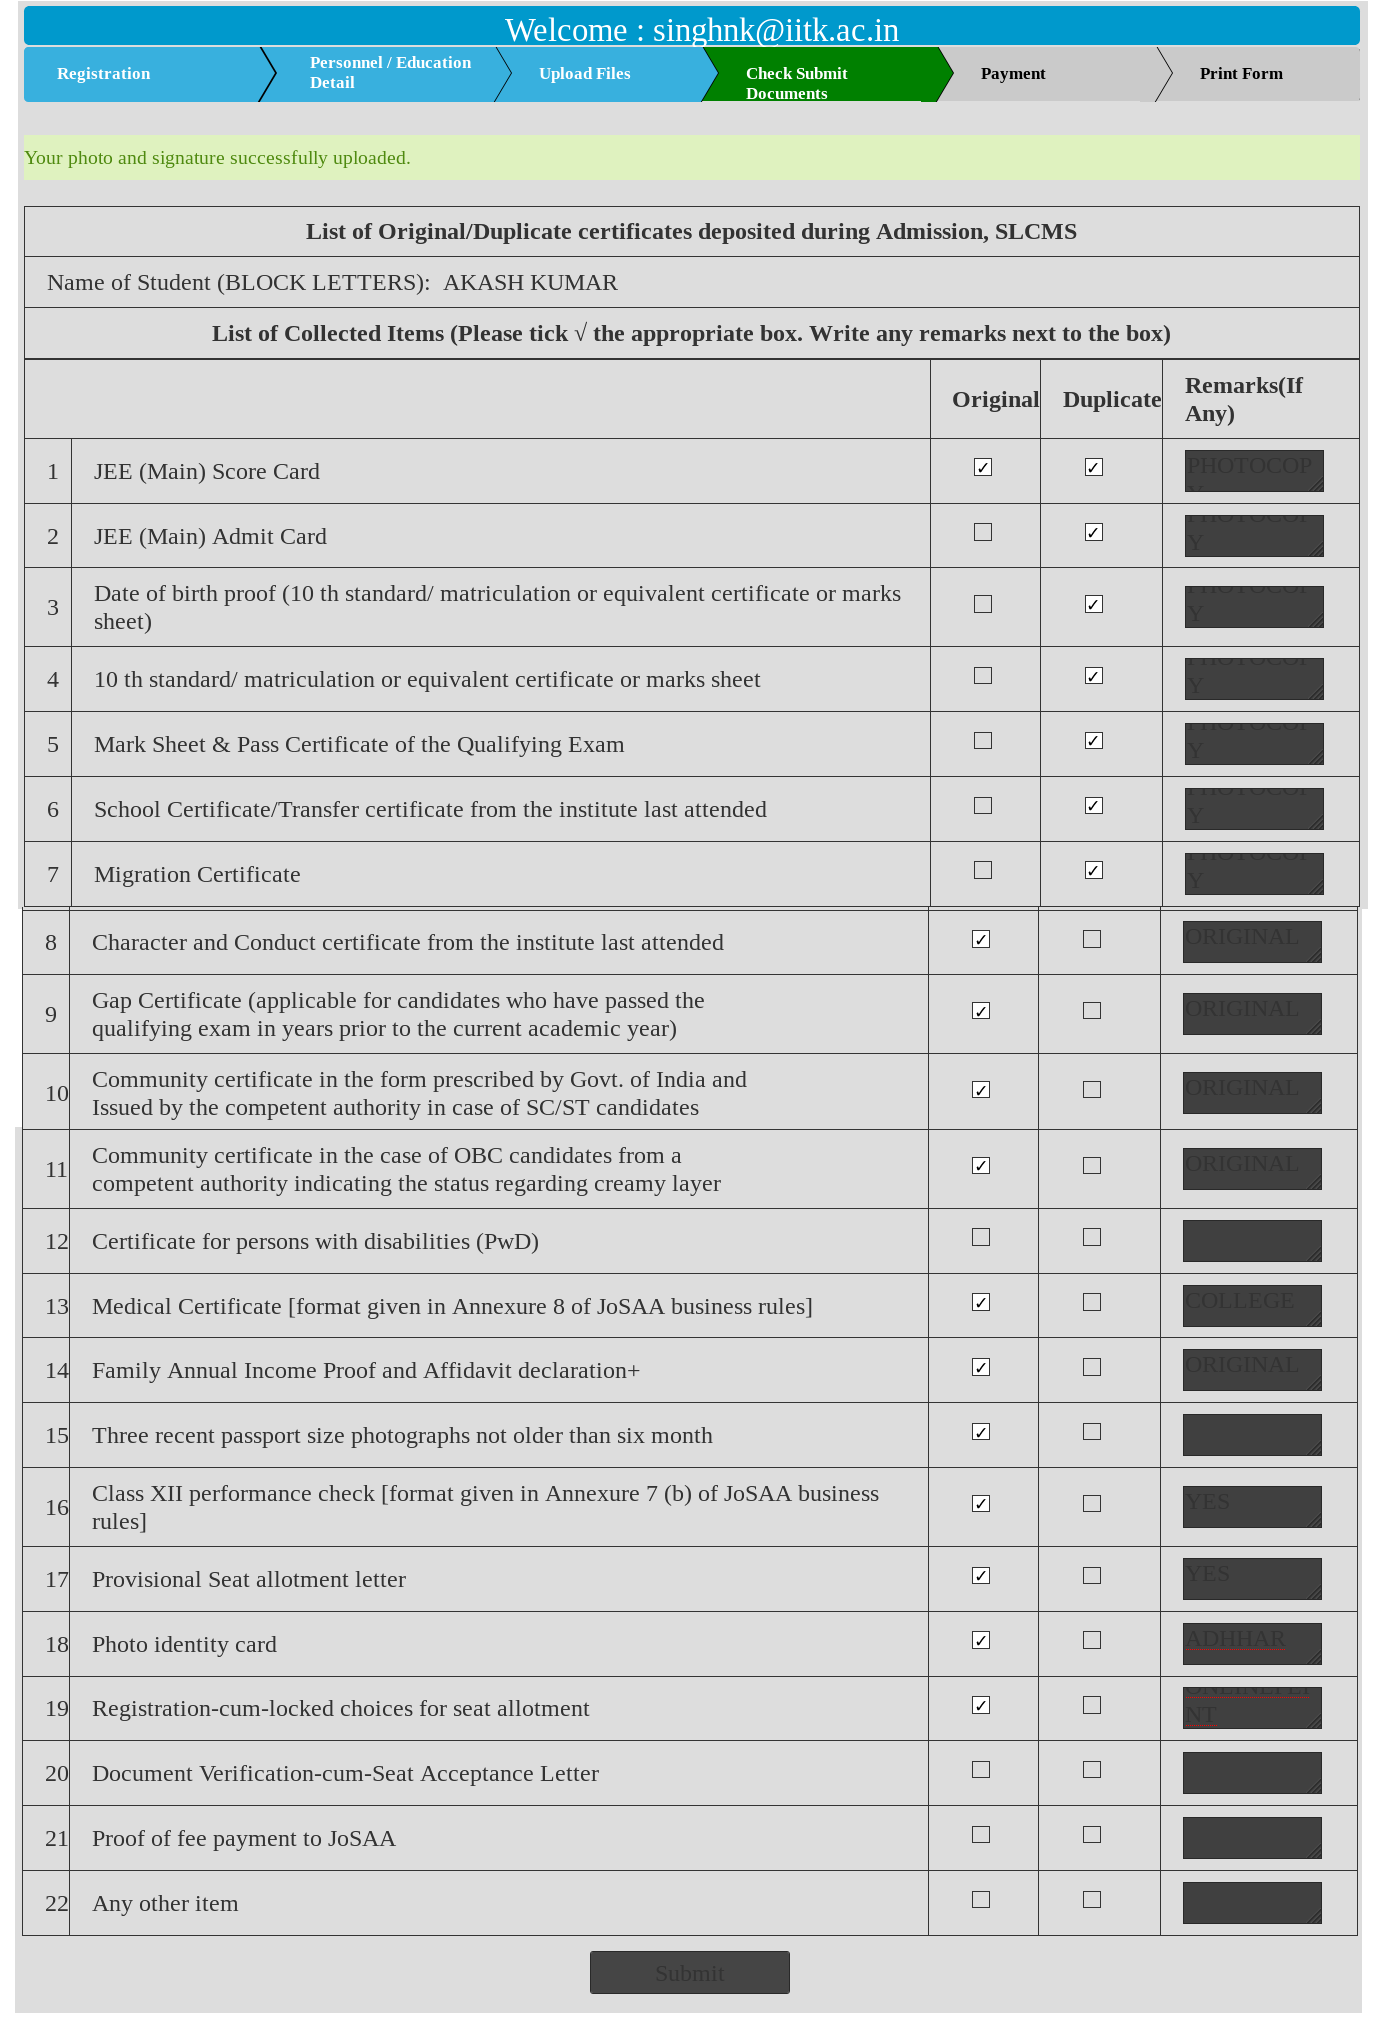 Welcome : singhnk@iitk.ac.in
Registration
Personnel / Education
Detail
Upload Files
Check Submit
Documents
Payment
Print Form
Your photo and signature successfully uploaded.
List of Original/Duplicate certificates deposited during Admission, SLCMS
Name of Student (BLOCK LETTERS): AKASH KUMAR
List of Collected Items (Please tick √ the appropriate box. Write any remarks next to the box)
Original Duplicate Remarks(If
Any)
1 JEE (Main) Score Card ✓ ✓ PHOTOCOP
Y
2 JEE (Main) Admit Card ✓ PHOTOCOP
Y
3 Date of birth proof (10 th standard/ matriculation or equivalent certificate or marks
sheet) ✓ PHOTOCOP
Y
4 10 th standard/ matriculation or equivalent certificate or marks sheet ✓ PHOTOCOP
Y
5 Mark Sheet & Pass Certificate of the Qualifying Exam ✓ PHOTOCOP
Y
6 School Certificate/Transfer certificate from the institute last attended ✓ PHOTOCOP
Y
7 Migration Certificate ✓ PHOTOCOP
Y
8 Character and Conduct certificate from the institute last attended ✓ ORIGINAL
9 Gap Certificate (applicable for candidates who have passed the
qualifying exam in years prior to the current academic year) ✓ ORIGINAL
10 Community certificate in the form prescribed by Govt. of India and
Issued by the competent authority in case of SC/ST candidates ✓ ORIGINAL
11 Community certificate in the case of OBC candidates from a
competent authority indicating the status regarding creamy layer ✓ ORIGINAL
12 Certificate for persons with disabilities (PwD)
13 Medical Certificate [format given in Annexure 8 of JoSAA business rules] ✓ COLLEGE
14 Family Annual Income Proof and Affidavit declaration+ ✓ ORIGINAL
15 Three recent passport size photographs not older than six month ✓
16 Class XII performance check [format given in Annexure 7 (b) of JoSAA business
rules] ✓ YES
17 Provisional Seat allotment letter ✓ YES
18 Photo identity card ✓ ADHHAR
19 Registration-cum-locked choices for seat allotment ✓
NT
20 Document Verification-cum-Seat Acceptance Letter
21 Proof of fee payment to JoSAA
22 Any other item
Submit